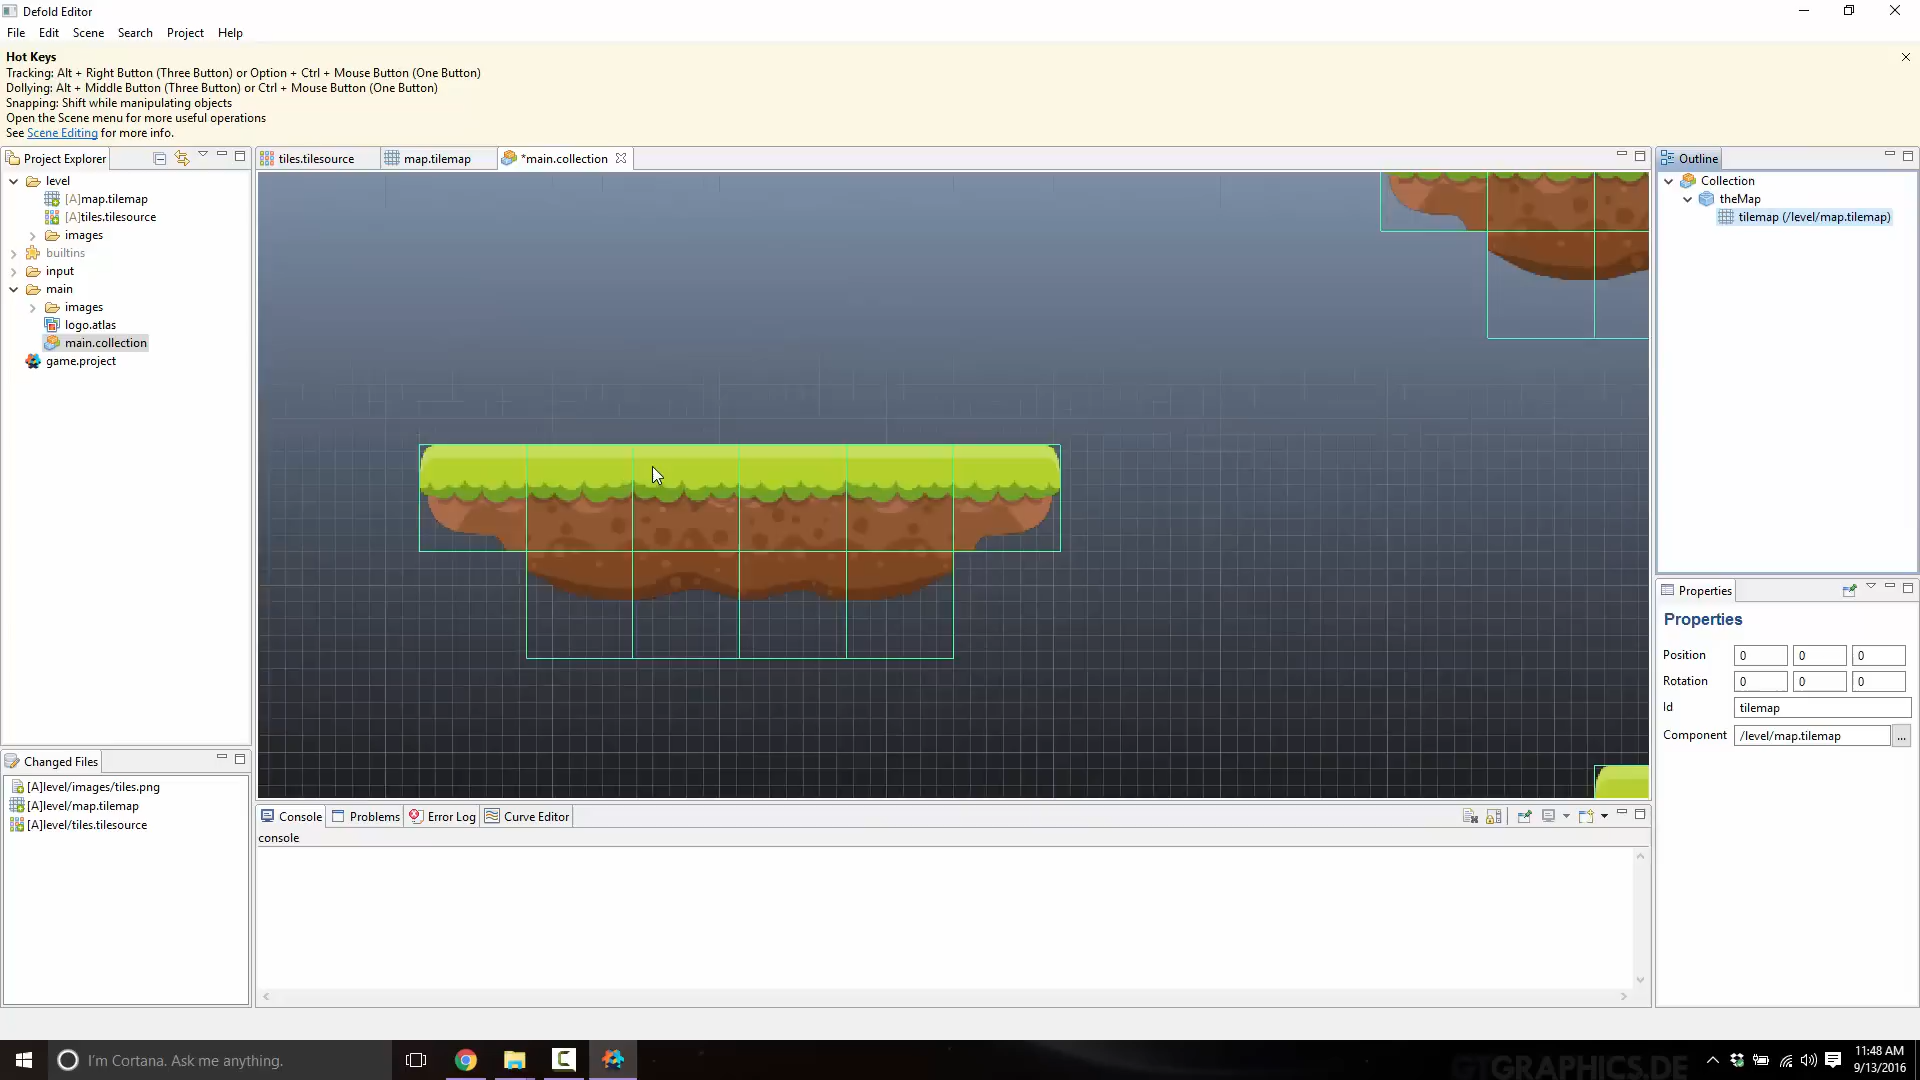 Defold Editor
File Edit Scene Search Project Help
Hot Keys
Tracking: Alt + Right Button (Three Button) or Option + Ctrl + Mouse Button (One Button)
Dollying: Alt + Middle Button (Three Button) or Ctrl + Mouse Button (One Button)
Snapping: Shift while manipulating objects
Open the Scene menu for more useful operations
See Scene Editing for more info.
Project Explorer
level
[A]map.tilemap
[A]tiles.tilesource
images
builtins
input
main
images
logo.atlas
main.collection
game.project
Changed Files
[A]level/images/tiles.png
[A]level/map.tilemap
[A]level/tiles.tilesource
tiles.tilesource map.tilemap *main.collection
Console Problems Error Log Curve Editor
console
Outline
Collection
theMap
tilemap (/level/map.tilemap)
Properties
Properties
Position 0 0 0
Rotation 0 0 0
Id tilemap
Component /level/map.tilemap ...
I'm Cortana. Ask me anything.
GTGRAPHICS.DE
11:48 AM
9/13/2016